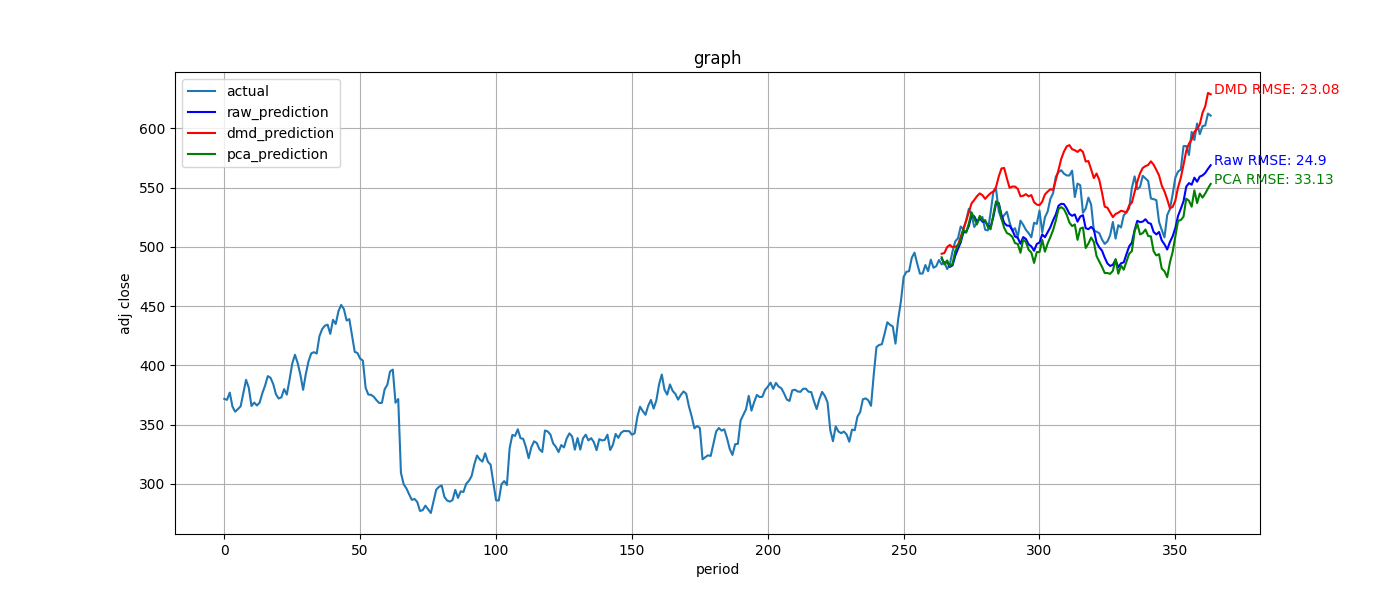 graph
actual
raw_prediction
dmd_prediction
pca_prediction
DMD RMSE: 23.08
Raw RMSE: 24.9
PCA RMSE: 33.13
600
550
500
450
400
350
300
adj close
0 50 100 150 200 250 300 350
period